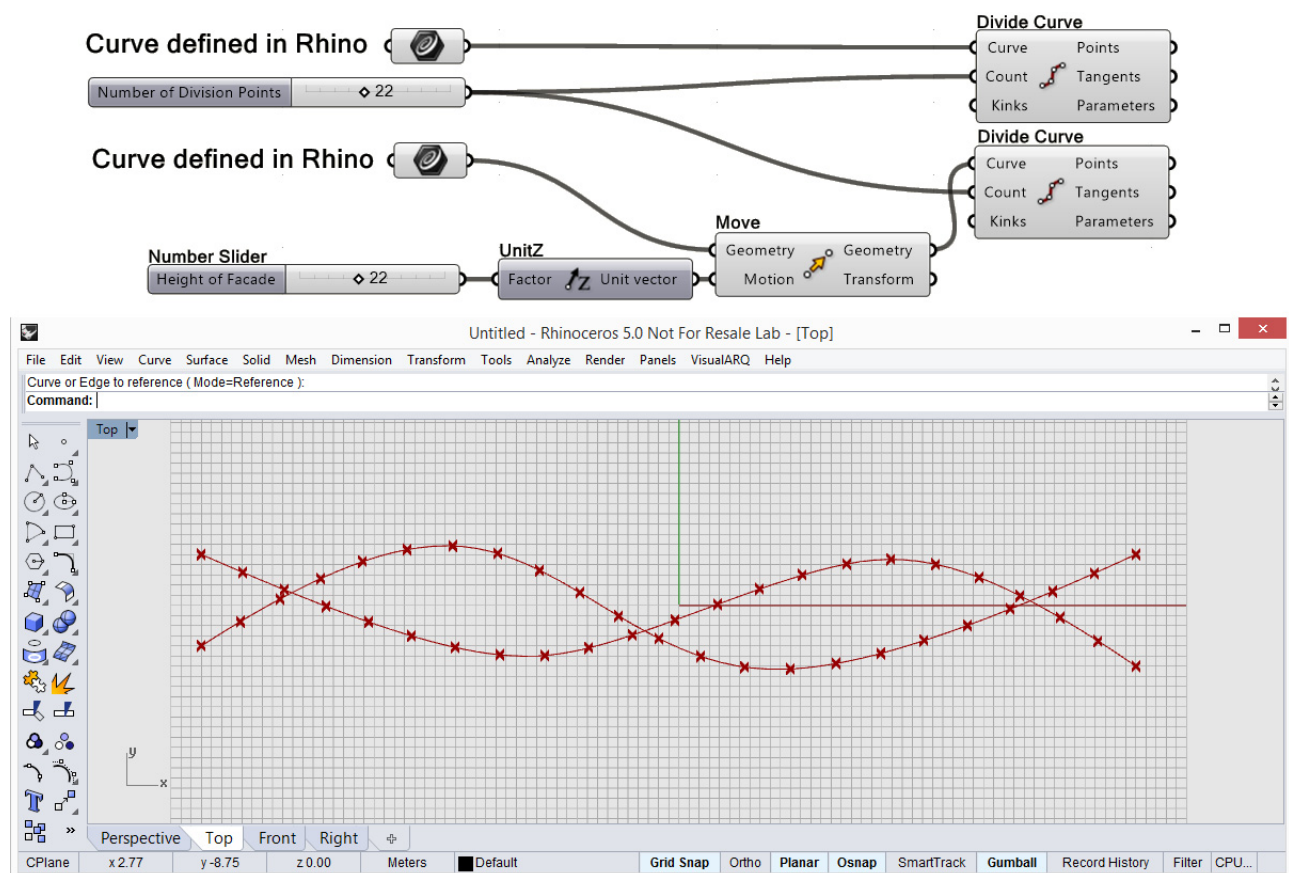 Divide Curve
Curve defined in Rhino
Curve Points
Count Tangents
Number of Division Points 22
Kinks Parameters
Divide Curve
Curve defined in Rhino
Curve Points
Count Tangents
Kinks Parameters
Move
Geometry Geometry
Motion Transform
Number Slider
UnitZ
Height of Facade 22
Factor Z Unit vector
Untitled - Rhinoceros 5.0 Not For Resale Lab - [Top]
File Edit View Curve Surface Solid Mesh Dimension Transform Tools Analyze Render Panels VisualARQ Help
Curve or Edge to reference ( Mode=Reference ):
Command:
Top
y
x
Perspective Top Front Right
CPlane x 2.77 y -8.75 z 0.00 Meters Default Grid Snap Ortho Planar Osnap SmartTrack Gumball Record History Filter CPU...